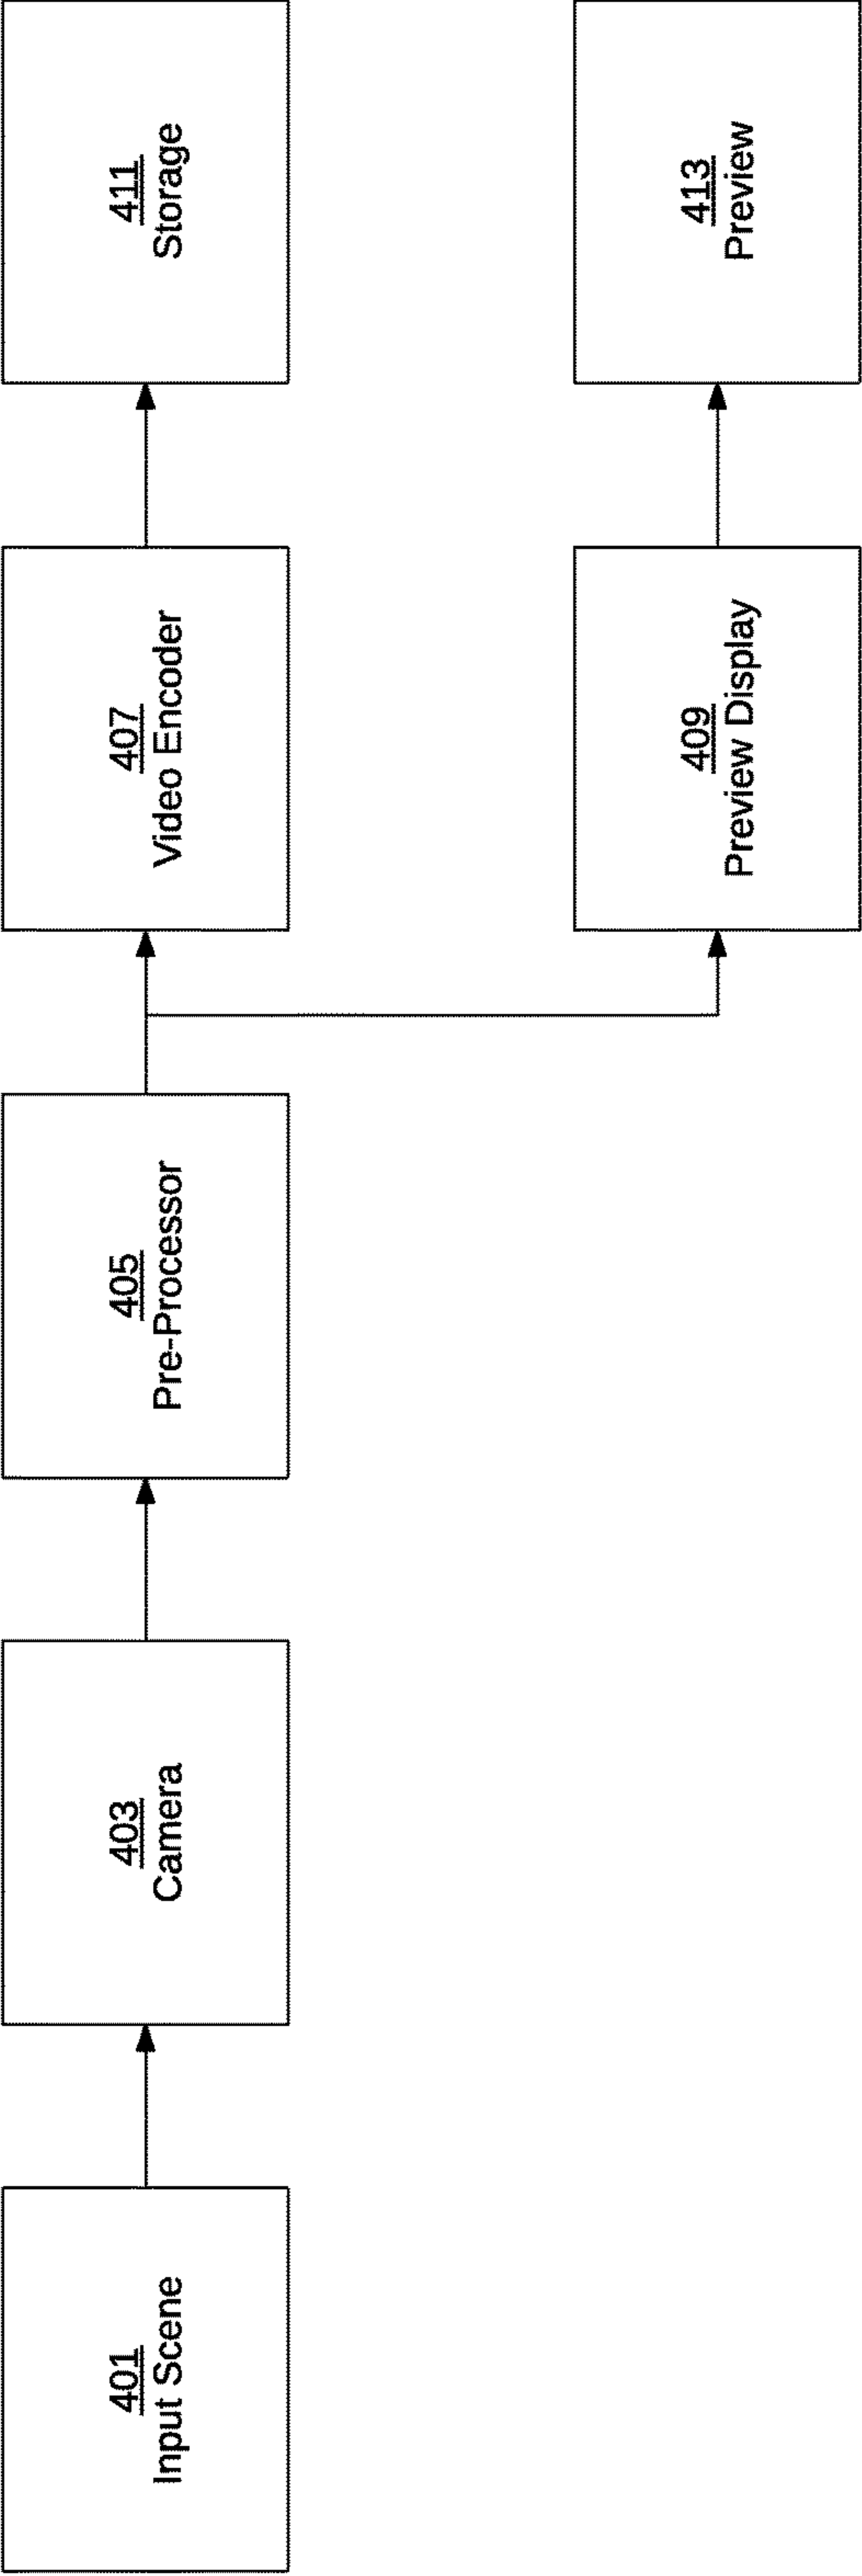 401
Input Scene
403
Camera
405
Pre-Processor
407
Video Encoder
411
Storage
409
Preview Display
413
Preview